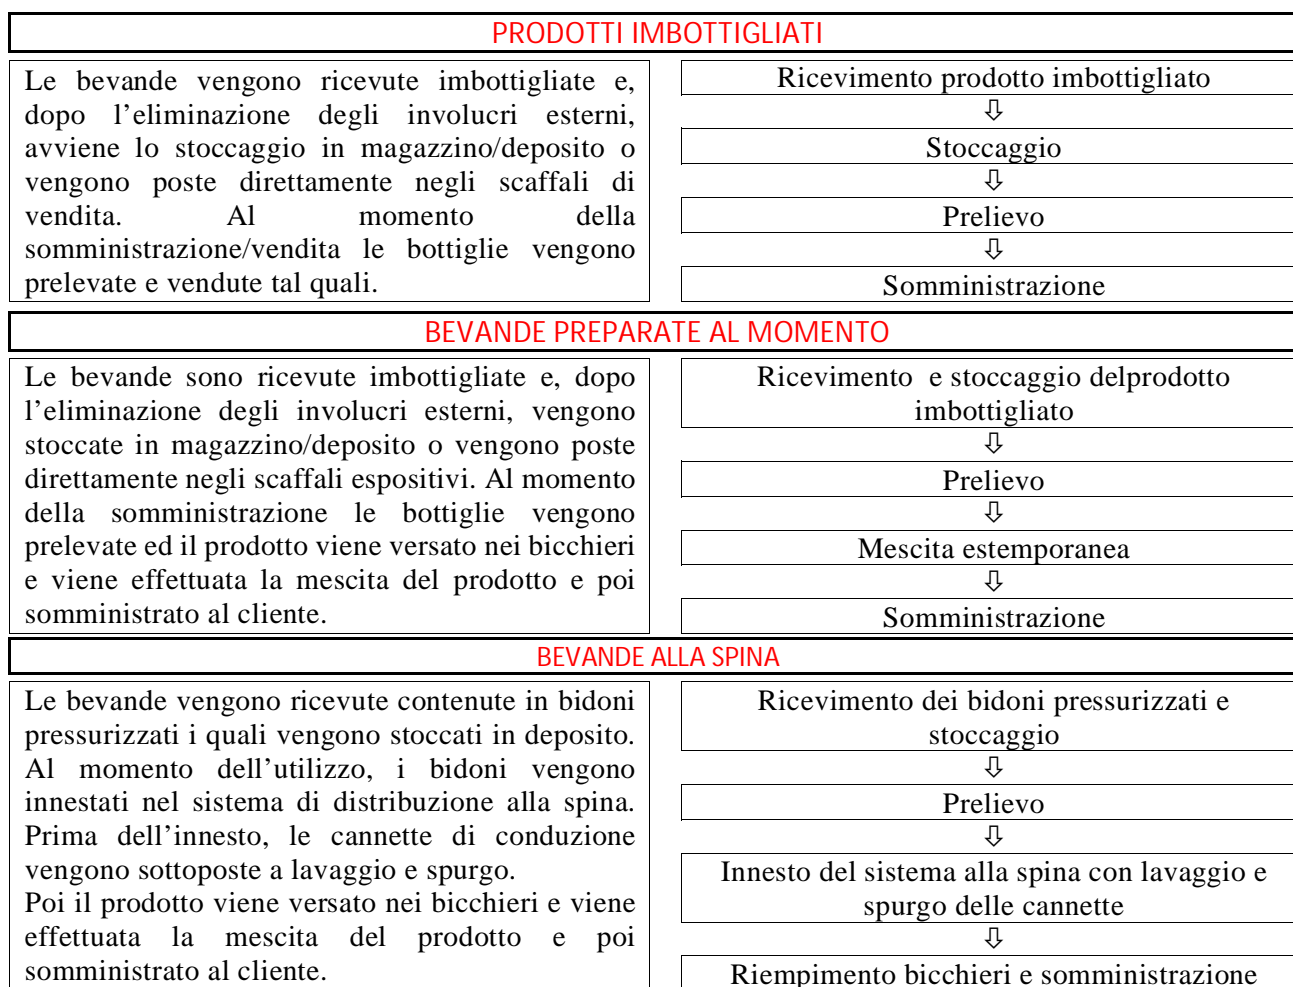 PRODOTTI IMBOTTIGLIATI
Le bevande vengono ricevute imbottigliate e,
dopo l’eliminazione degli involucri esterni,
avviene lo stoccaggio in magazzino/deposito o
vengono poste direttamente negli scaffali di
vendita. Al momento della
somministrazione/vendita le bottiglie vengono
prelevate e vendute tal quali.
Ricevimento prodotto imbottigliato
⇩
Stoccaggio
⇩
Prelievo
⇩
Somministrazione
BEVANDE PREPARATE AL MOMENTO
Le bevande sono ricevute imbottigliate e, dopo
l’eliminazione degli involucri esterni, vengono
stoccate in magazzino/deposito o vengono poste
direttamente negli scaffali espositivi. Al momento
della somministrazione le bottiglie vengono
prelevate ed il prodotto viene versato nei bicchieri
e viene effettuata la mescita del prodotto e poi
somministrato al cliente.
Ricevimento e stoccaggio delprodotto
imbottigliato
⇩
Prelievo
⇩
Mescita estemporanea
⇩
Somministrazione
BEVANDE ALLA SPINA
Le bevande vengono ricevute contenute in bidoni
pressurizzati i quali vengono stoccati in deposito.
Al momento dell’utilizzo, i bidoni vengono
innestati nel sistema di distribuzione alla spina.
Prima dell’innesto, le cannette di conduzione
vengono sottoposte a lavaggio e spurgo.
Poi il prodotto viene versato nei bicchieri e viene
effettuata la mescita del prodotto e poi
somministrato al cliente.
Ricevimento dei bidoni pressurizzati e
stoccaggio
⇩
Prelievo
⇩
Innesto del sistema alla spina con lavaggio e
spurgo delle cannette
⇩
Riempimento bicchieri e somministrazione